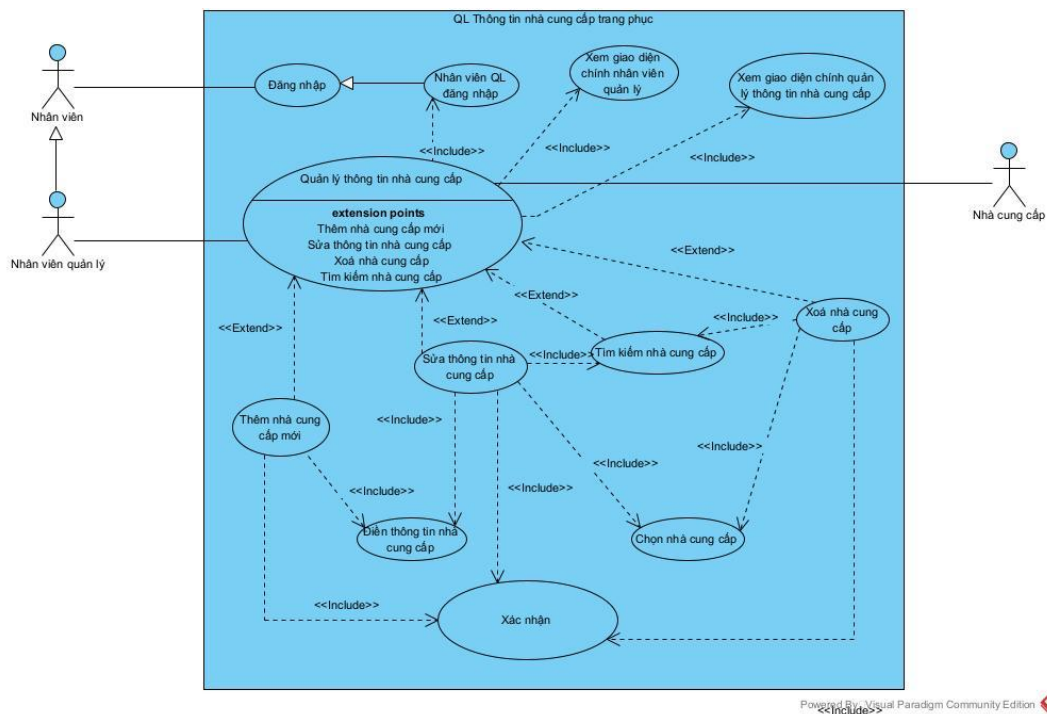 QL Thông tin nhà cung cấp trang phục
Nhân viên
Đăng nhập
Nhân viên QL
đăng nhập
Xem giao diện
chính nhân viên
quản lý
Xem giao diện chính quản
lý thông tin nhà cung cấp
<<Include>>
<<Include>>
<<Include>>
Nhân viên quản lý
Nhà cung cấp
Quản lý thông tin nhà cung cấp
extension points
Thêm nhà cung cấp mới
Sửa thông tin nhà cung cấp
Xoá nhà cung cấp
Tìm kiếm nhà cung cấp
<<Extend>>
<<Extend>>
<<Extend>>
<<Extend>>
<<Include>>
Xoá nhà cung
cấp
Sửa thông tin nhà
cung cấp
<<Include>>
Tìm kiếm nhà cung cấp
Thêm nhà cung
cấp mới
<<Include>>
<<Include>>
<<Include>>
<<Include>>
<<Include>>
Điền thông tin nhà
cung cấp
Chọn nhà cung cấp
<<Include>>
Xác nhận
Powered By: Visual Paradigm Community Edition
<<Include>>